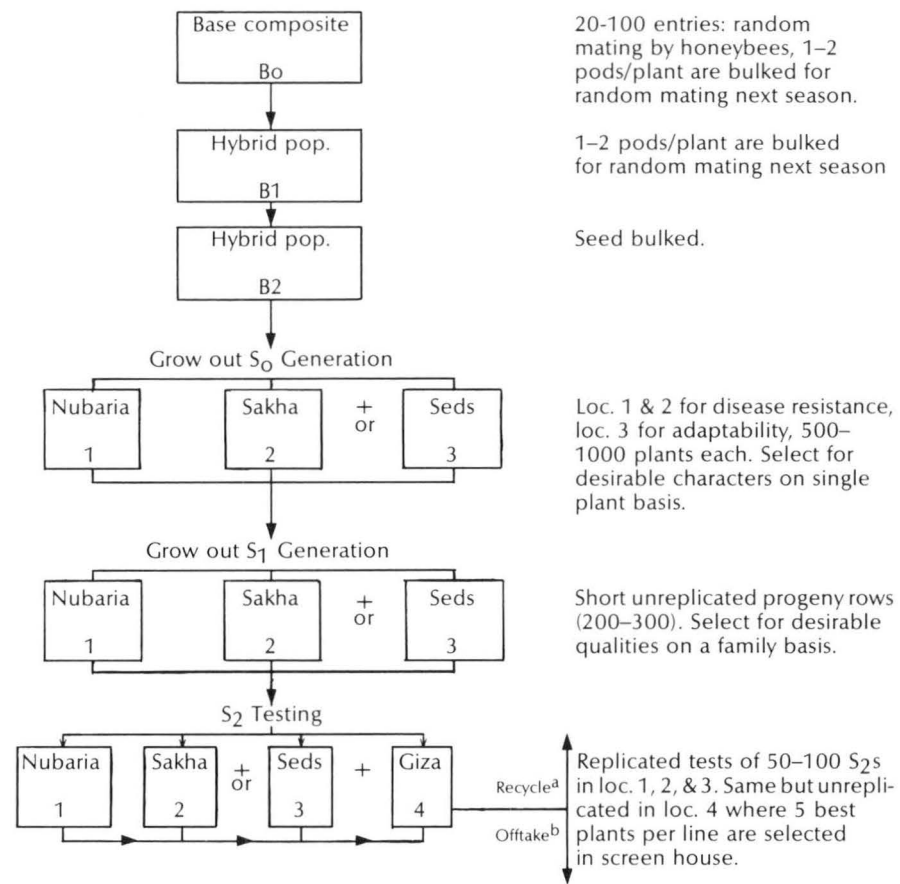 Base composite
Bo
20-100 entries: random
mating by honeybees, 1–2
pods/plant are bulked for
random mating next season.
Hybrid pop.
B1
1–2 pods/plant are bulked
for random mating next season
Hybrid pop.
B2
Seed bulked.
Grow out So Generation
Nubaria
1
Sakha
2
+
or
Seds
3
Loc. 1 & 2 for disease resistance,
loc. 3 for adaptability, 500–
1000 plants each. Select for
desirable characters on single
plant basis.
Grow out S1 Generation
Nubaria
1
Sakha
2
+
or
Seds
3
Short unreplicated progeny rows
(200–300). Select for desirable
qualities on a family basis.
S2 Testing
Nubaria
1
Sakha
2
+
or
Seds
3
+
Giza
4
Recycleᵃ
Offtakeᵇ
Replicated tests of 50–100 S2s
in loc. 1, 2, & 3. Same but unrepli-
cated in loc. 4 where 5 best
plants per line are selected
in screen house.